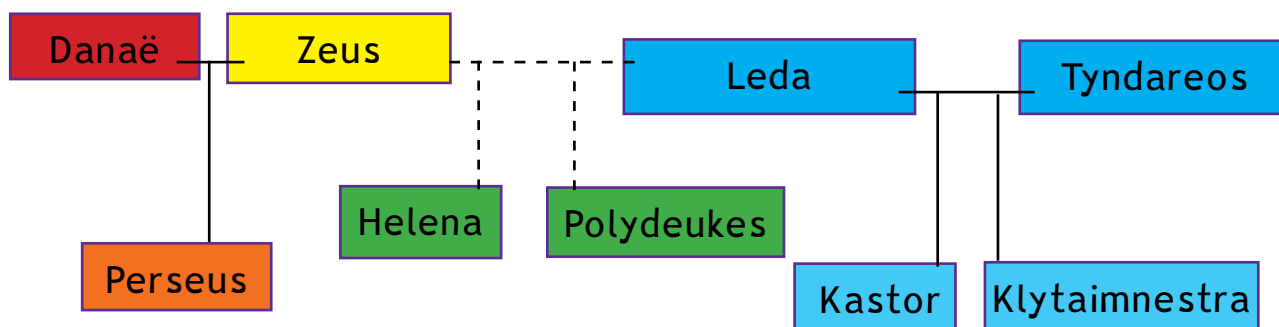 Danaë
Zeus
Leda
Tyndareos
Helena
Polydeukes
Perseus
Kastor
Klytaimnestra